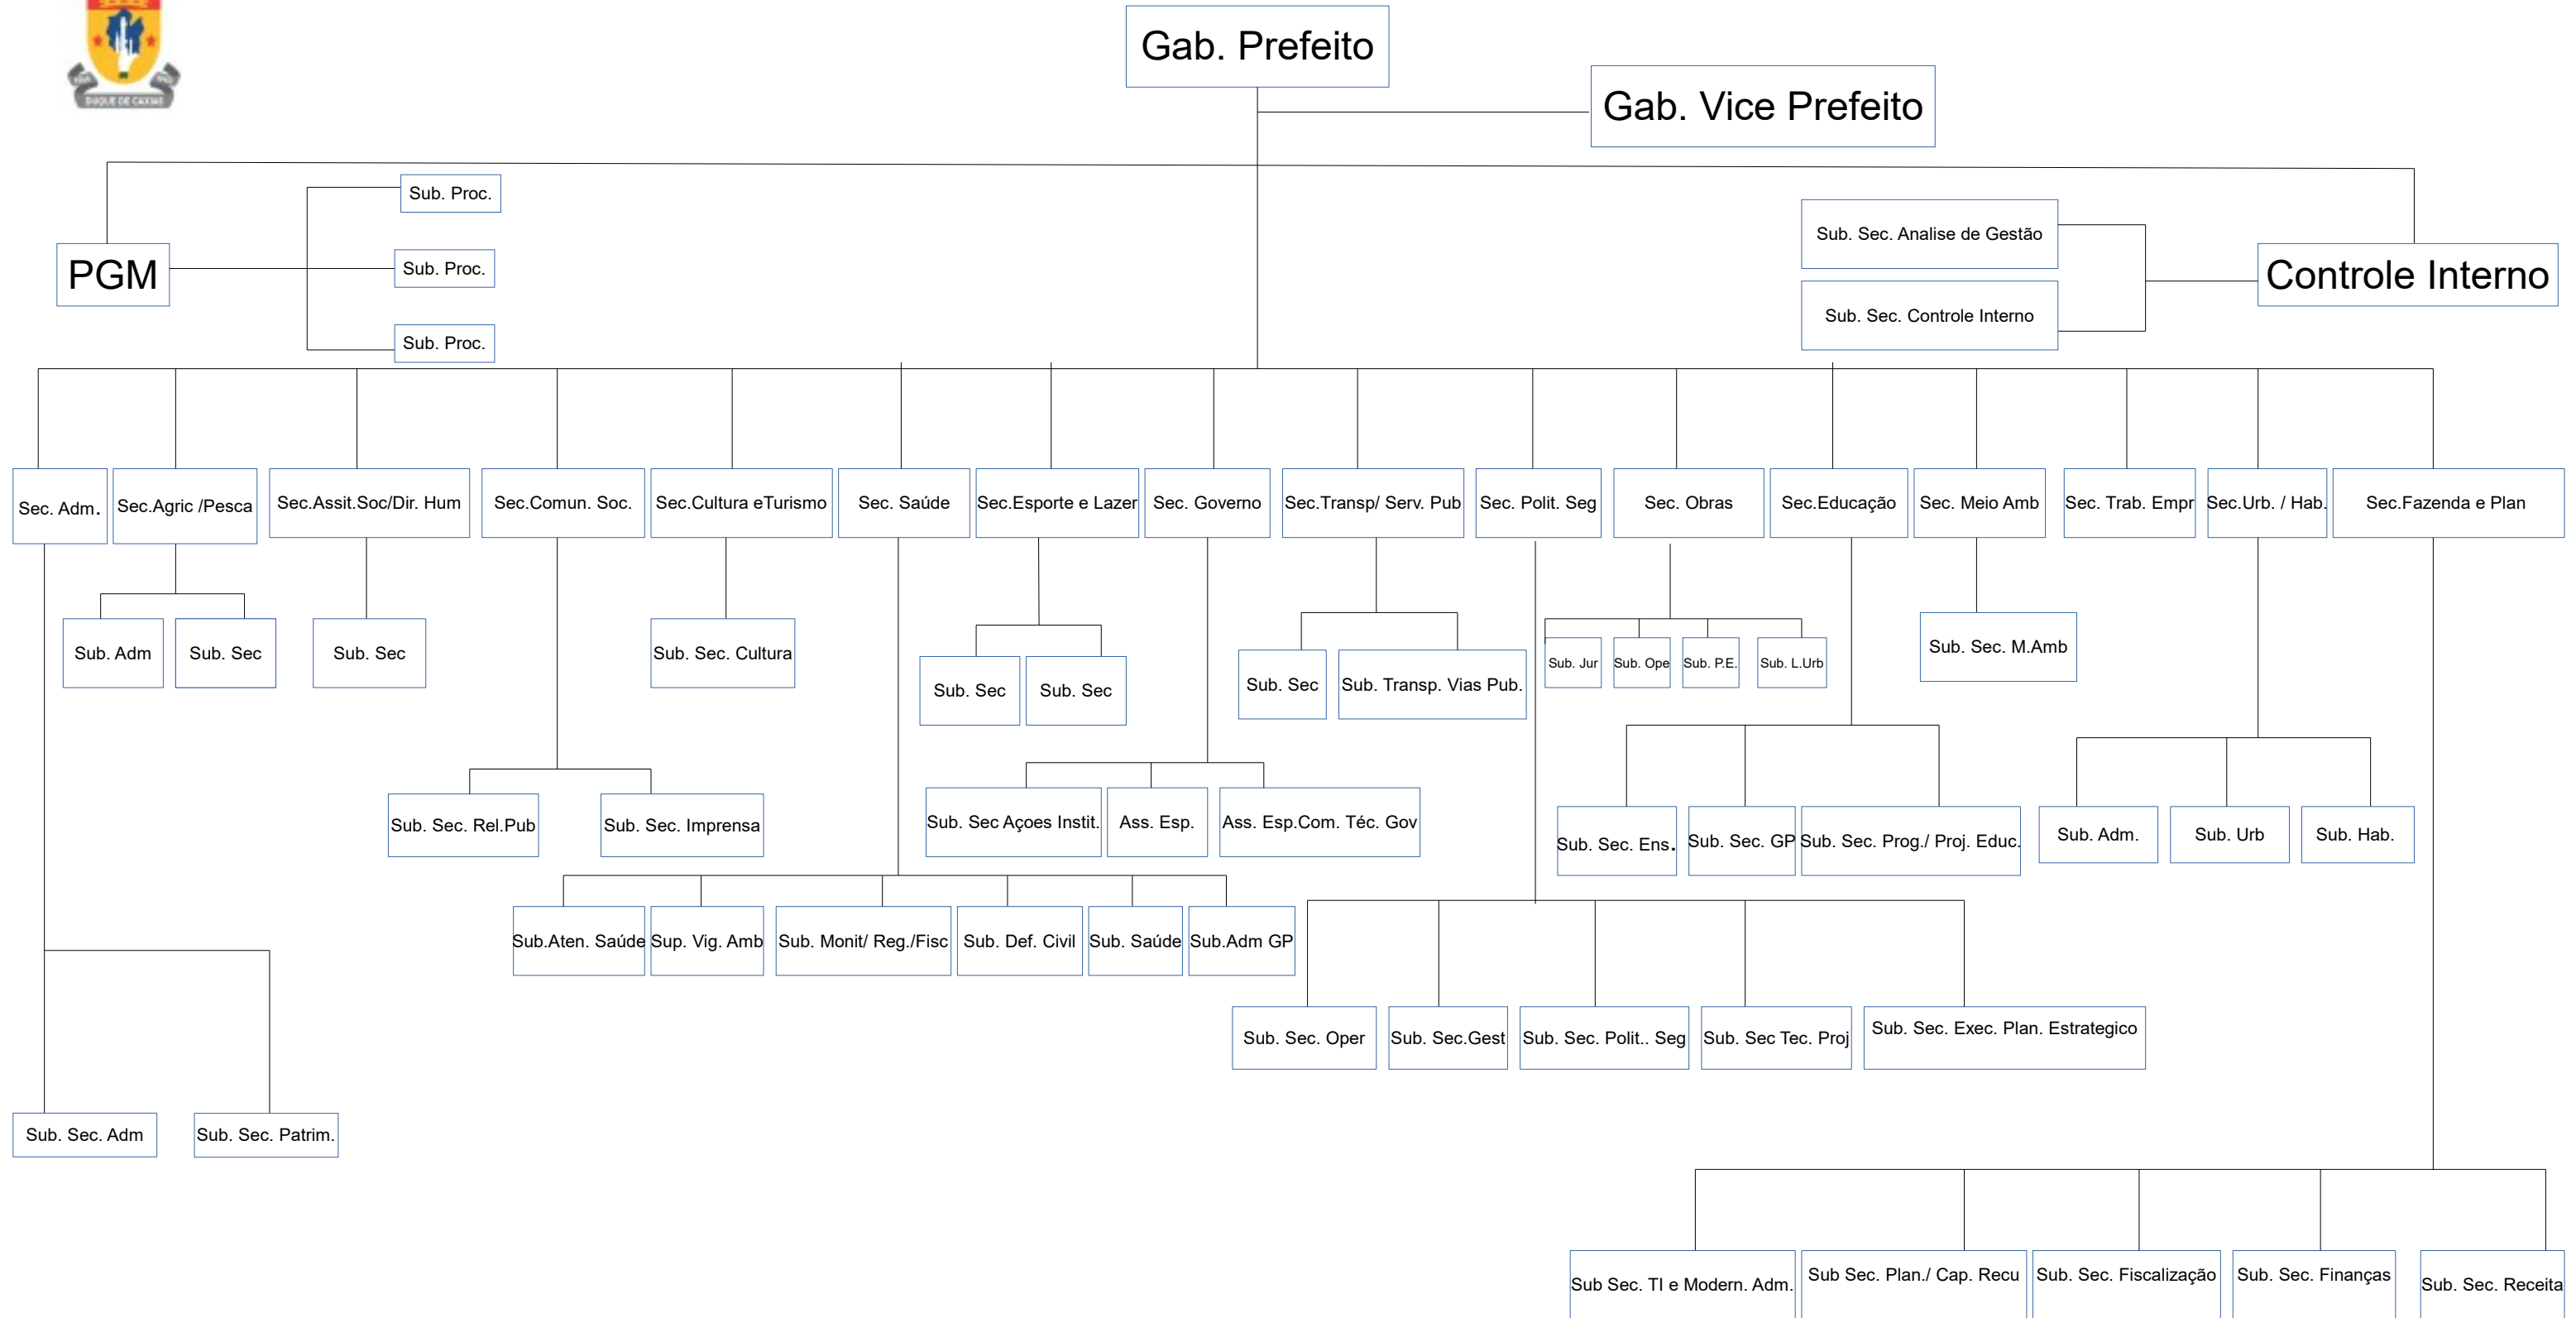 DUQUE DE CAXIAS
Gab. Prefeito
Gab. Vice Prefeito
Sub. Proc.
Sub. Proc.
Sub. Proc.
PGM
Sub. Sec. Analise de Gestão
Sub. Sec. Controle Interno
Controle Interno
Sec. Adm.
Sec.Agric /Pesca
Sec.Assit.Soc/Dir. Hum
Sec.Comun. Soc.
Sec.Cultura eTurismo
Sec. Saúde
Sec.Esporte e Lazer
Sec. Governo
Sec.Transp/ Serv. Pub
Sec. Polit. Seg
Sec. Obras
Sec.Educação
Sec. Meio Amb
Sec. Trab. Empr
Sec.Urb. / Hab.
Sec.Fazenda e Plan
Sub. Adm
Sub. Sec
Sub. Sec
Sub. Sec. Cultura
Sub. Sec
Sub. Sec
Sub. Sec
Sub. Transp. Vias Pub.
Sub. Jur
Sub. Ope
Sub. P.E.
Sub. L.Urb
Sub. Sec. M.Amb
Sub. Sec. Rel.Pub
Sub. Sec. Imprensa
Sub. Sec Açoes Instit.
Ass. Esp.
Ass. Esp.Com. Téc. Gov
Sub. Sec. Ens.
Sub. Sec. GP
Sub. Sec. Prog./ Proj. Educ.
Sub. Adm.
Sub. Urb
Sub. Hab.
Sub.Aten. Saúde
Sup. Vig. Amb
Sub. Monit/ Reg./Fisc
Sub. Def. Civil
Sub. Saúde
Sub.Adm GP
Sub. Sec. Oper
Sub. Sec.Gest
Sub. Sec. Polit.. Seg
Sub. Sec Tec. Proj
Sub. Sec. Exec. Plan. Estrategico
Sub. Sec. Adm
Sub. Sec. Patrim.
Sub Sec. TI e Modern. Adm.
Sub Sec. Plan./ Cap. Recu
Sub. Sec. Fiscalização
Sub. Sec. Finanças
Sub. Sec. Receita